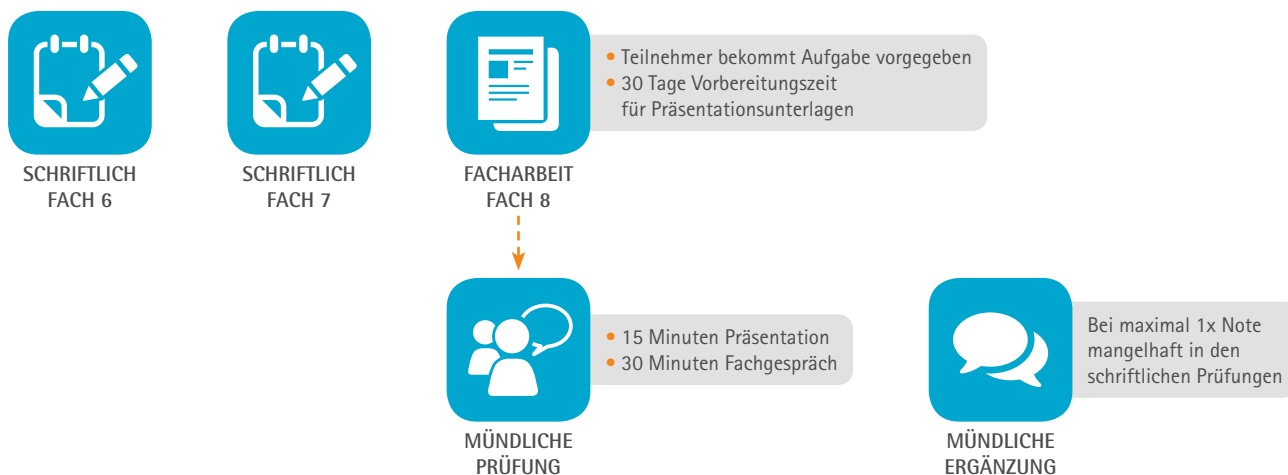 SCHRIFTLICH
FACH 6
SCHRIFTLICH
FACH 7
FACHARBEIT
FACH 8
• Teilnehmer bekommt Aufgabe vorgegeben
• 30 Tage Vorbereitungszeit
für Präsentationsunterlagen
MÜNDLICHE
PRÜFUNG
• 15 Minuten Präsentation
• 30 Minuten Fachgespräch
MÜNDLICHE
ERGÄNZUNG
Bei maximal 1x Note
mangelhaft in den
schriftlichen Prüfungen